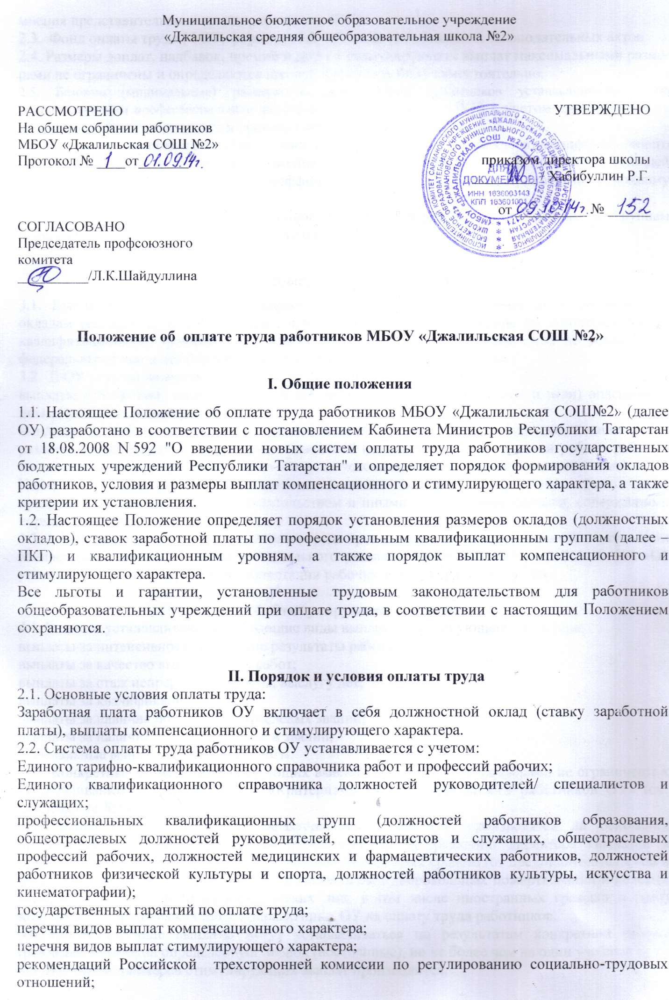 Муниципальное бюджетное образовательное учреждение
«Джалильская средняя общеобразовательная школа №2»
РАССМОТРЕНО
На общем собрании работников
МБОУ «Джалильская СОШ №2»
Протокол № 1 от 01.09.14г.
УТВЕРЖДЕНО
приказом директора школы
/ Хабибуллин Р.Г.
от 09.10.14г. № 152
ДЛЯ
ДОКУМЕНТОВ
ИНН 1636003143
КПП 163601001
СОГЛАСОВАНО
Председатель профсоюзного
комитета
/Л.К.Шайдуллина
Положение об оплате труда работников МБОУ «Джалильская СОШ №2»
I. Общие положения
1.1. Настоящее Положение об оплате труда работников МБОУ «Джалильская СОШ№2» (далее
ОУ) разработано в соответствии с постановлением Кабинета Министров Республики Татарстан
от 18.08.2008 N 592 "О введении новых систем оплаты труда работников государственных
бюджетных учреждений Республики Татарстан" и определяет порядок формирования окладов
работников, условия и размеры выплат компенсационного и стимулирующего характера, а также
критерии их установления.
1.2. Настоящее Положение определяет порядок установления размеров окладов (должностных
окладов), ставок заработной платы по профессиональным квалификационным группам (далее –
ПКГ) и квалификационным уровням, а также порядок выплат компенсационного и
стимулирующего характера.
Все льготы и гарантии, установленные трудовым законодательством для работников
общеобразовательных учреждений при оплате труда, в соответствии с настоящим Положением
сохраняются.
II. Порядок и условия оплаты труда
2.1. Основные условия оплаты труда:
Заработная плата работников ОУ включает в себя должностной оклад (ставку заработной
платы), выплаты компенсационного и стимулирующего характера.
2.2. Система оплаты труда работников ОУ устанавливается с учетом:
Единого тарифно-квалификационного справочника работ и профессий рабочих;
Единого квалификационного справочника должностей руководителей/ специалистов и
служащих;
профессиональных квалификационных групп (должностей работников образования,
общеотраслевых должностей руководителей, специалистов и служащих, общеотраслевых
профессий рабочих, должностей медицинских и фармацевтических работников, должностей
работников физической культуры и спорта, должностей работников культуры, искусства и
кинематографии);
государственных гарантий по оплате труда;
перечня видов выплат компенсационного характера;
перечня видов выплат стимулирующего характера;
рекомендаций Российской трехсторонней комиссии по регулированию социально-трудовых
отношений;